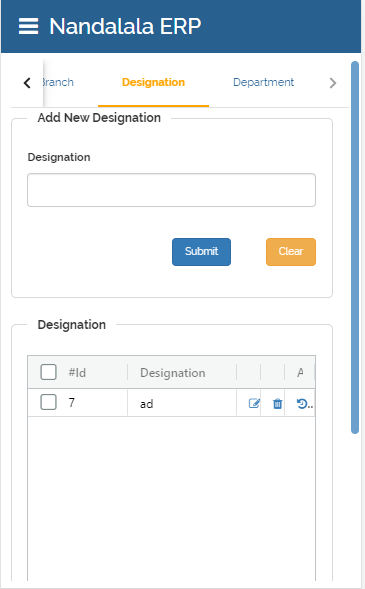 Nandalala ERP
Branch Designation Department
Add New Designation
Designation
Submit Clear
Designation
#Id Designation A
7 ad